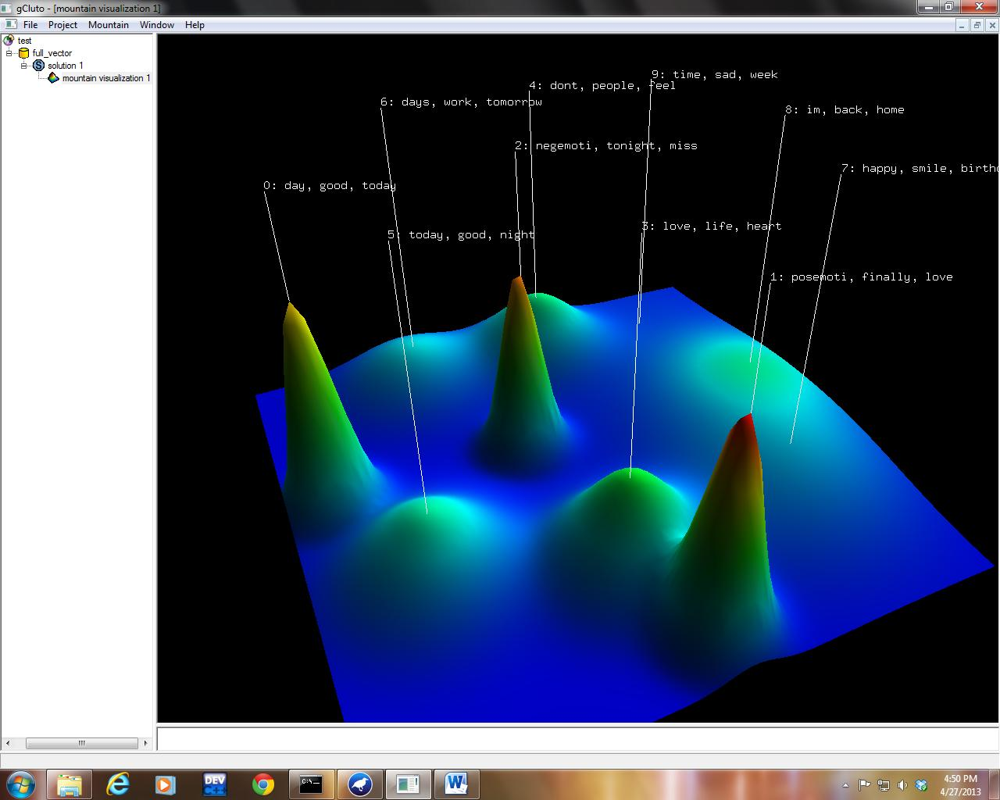 gCluto - [mountain visualization 1]
File Project Mountain Window Help
test
full_vector
S solution 1
mountain visualization 1
9: time, sad, week
4: dont, people, feel
6: days, work, tomorrow
8: im, back, home
2: negemoti, tonight, miss
7: happy, smile, birthd
0: day, good, today
3: love, life, heart
5: today, good, night
1: posemoti, finally, love
C:\_
DEV
C++
W
4:50 PM
4/27/2013